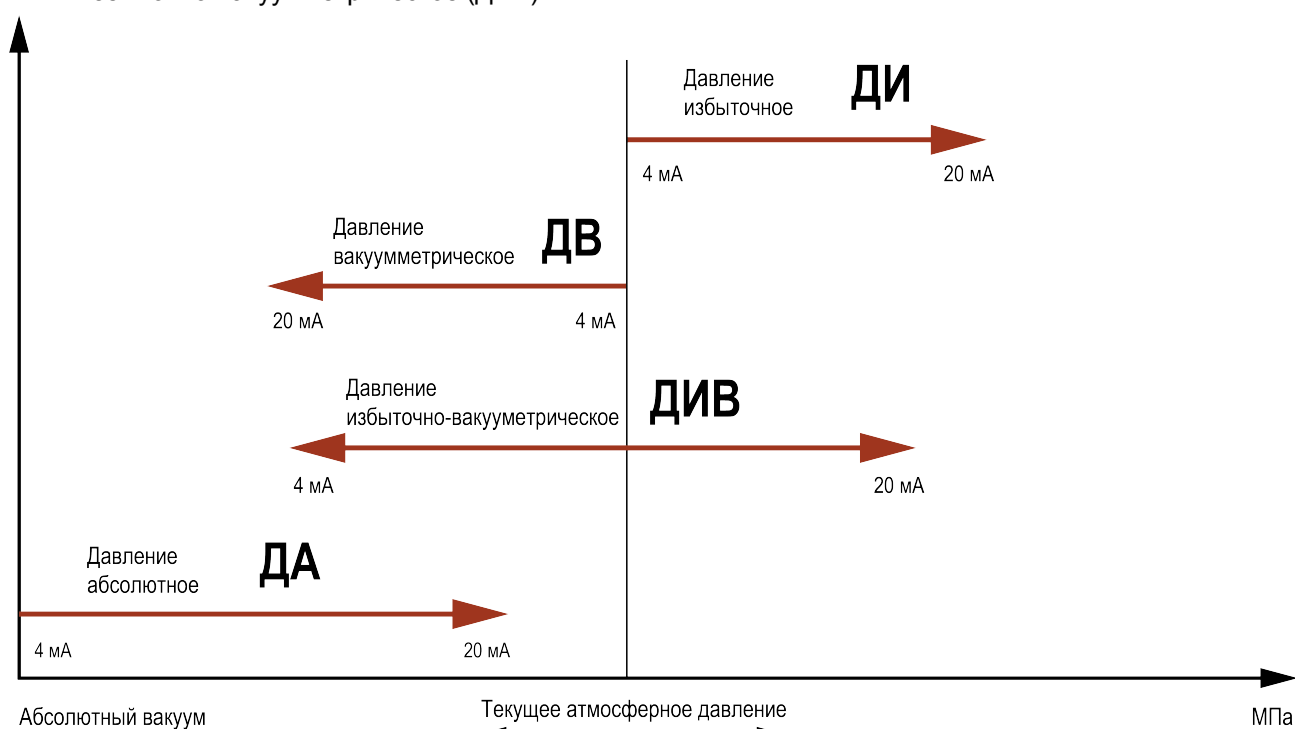 Давление
избыточное
ДИ
4 мА
20 мА
Давление
вакуумметрическое
ДВ
20 мА
4 мА
Давление
избыточно-вакууметрическое
ДИВ
4 мА
20 мА
Давление
абсолютное
ДА
4 мА
20 мА
Абсолютный вакуум
Текущее атмосферное давление
МПа